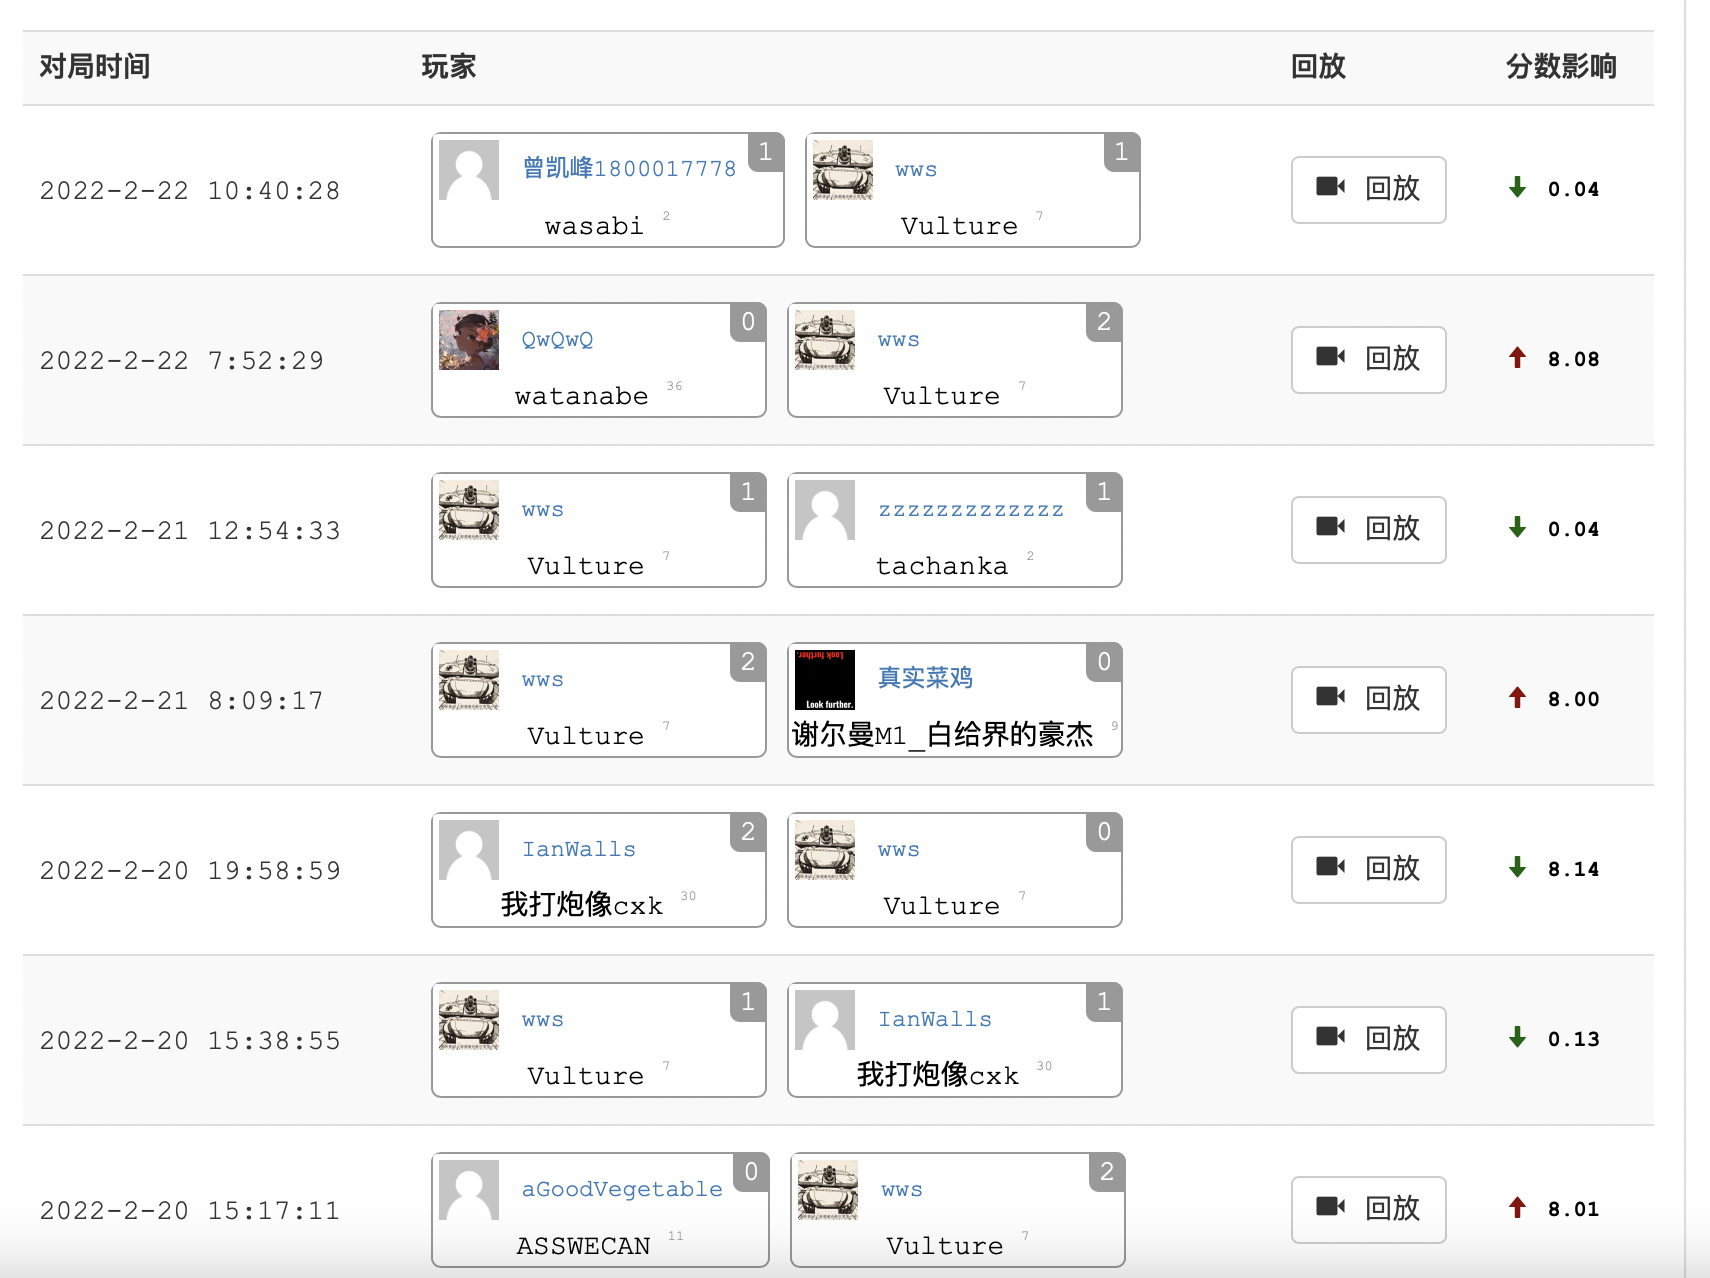 对局时间 玩家 回放 分数影响
曾凯峰1800017778 1 wws 1
2022-2-22 10:40:28 回放 0.04
wasabi 2 Vulture 7
QwQwQ 0 wws 2
2022-2-22 7:52:29 回放 8.08
watanabe 36 Vulture 7
wws 1 zzzzzzzzzzzzz 1
2022-2-21 12:54:33 回放 0.04
Vulture 7 tachanka 2
wws 2 Look further. Look further. 真实菜鸡 0
2022-2-21 8:09:17 回放 8.00
Vulture 7 谢尔曼M1_白给界的豪杰 9
IanWalls 2 wws 0
2022-2-20 19:58:59 回放 8.14
我打炮像cxk 30 Vulture 7
wws 1 IanWalls 1
2022-2-20 15:38:55 回放 0.13
Vulture 7 我打炮像cxk 30
aGoodVegetable 0 wws 2
2022-2-20 15:17:11 回放 8.01
ASSWECAN 11 Vulture 7